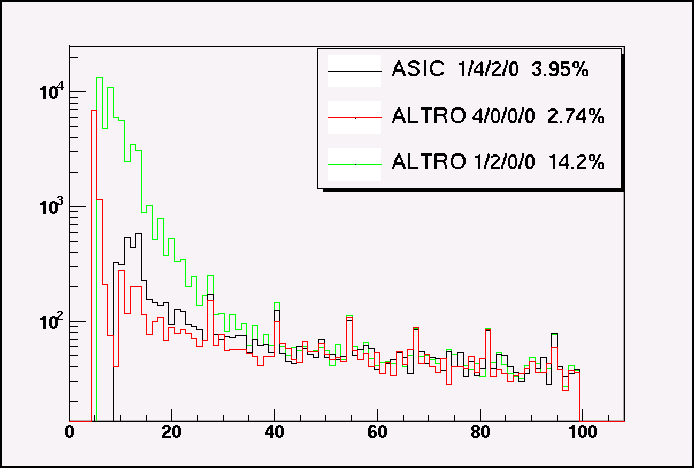 ASIC 1/4/2/0 3.95%
ALTRO 4/0/0/0 2.74%
ALTRO 1/2/0/0 14.2%
10^4
10^3
10^2
0 20 40 60 80 100